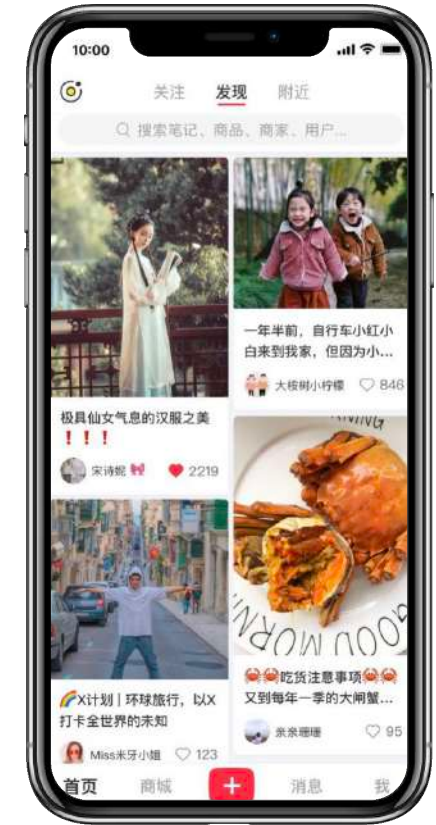 10:00
关注 发现 附近
搜索笔记、商品、商家、用户...
极具仙女气息的汉服之美
❗❗❗
宋诗妮🎀 2219
🌈X计划 | 环球旅行，以X
打卡全世界的未知
Miss米牙小姐 123
一年半前，自行车小红小
白来到我家，但因为小...
大桉树小柠檬 846
RNING
GOOD MORN
🦀🦀吃货注意事项🦀🦀
又到每年一季的大闸蟹...
亲亲珊珊 95
首页 商城 + 消息 我